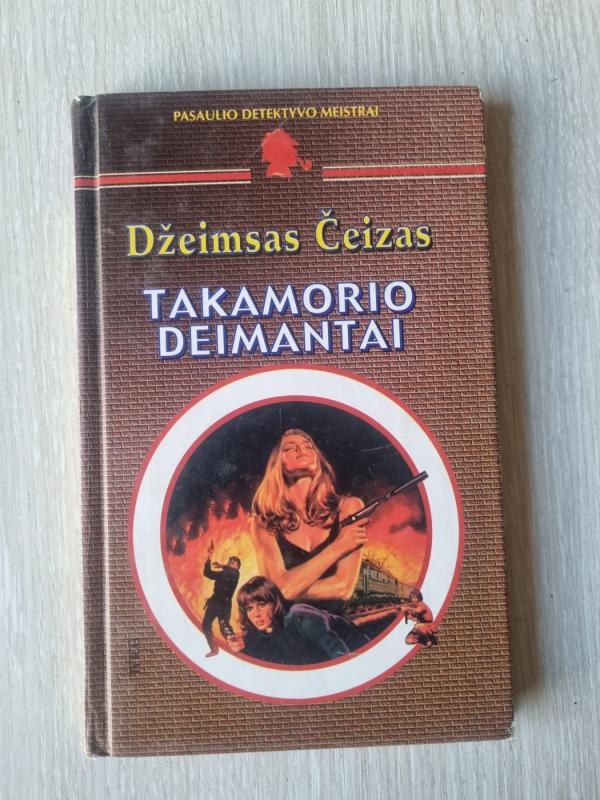 PASAULIO DETEKTYVO MEISTRAI
Džeimsas Čeizas
TAKAMORIO
DEIMANTAI